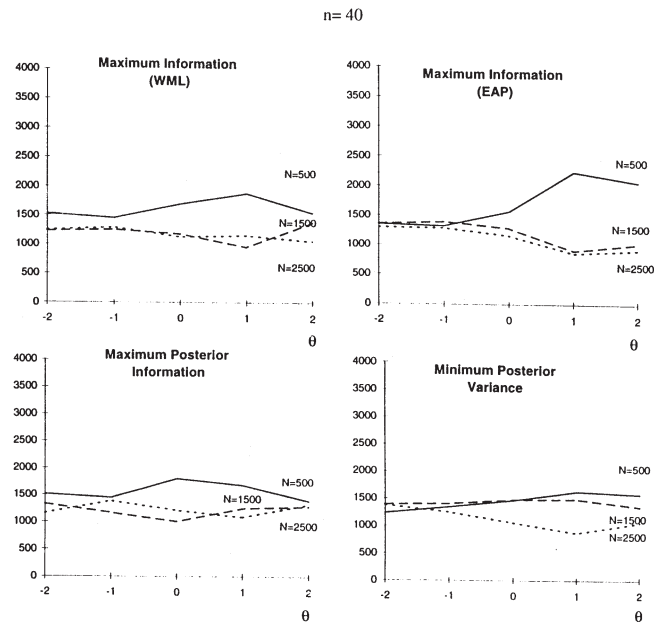 n= 40
Maximum Information
(WML)
4000
3500
3000
2500
2000
1500
1000
500
0
N=500
N=1500
N=2500
-2 -1 0 1 2
θ
Maximum Information
(EAP)
4000
3500
3000
2500
2000
1500
1000
500
0
N=500
N=1500
N=2500
-2 -1 0 1 2
θ
Maximum Posterior
Information
4000
3500
3000
2500
2000
1500
1000
500
0
N=500
N=1500
N=2500
-2 -1 0 1 2
θ
Minimum Posterior
Variance
4000
3500
3000
2500
2000
1500
1000
500
0
N=500
N=1500
N=2500
-2 -1 0 1 2
θ